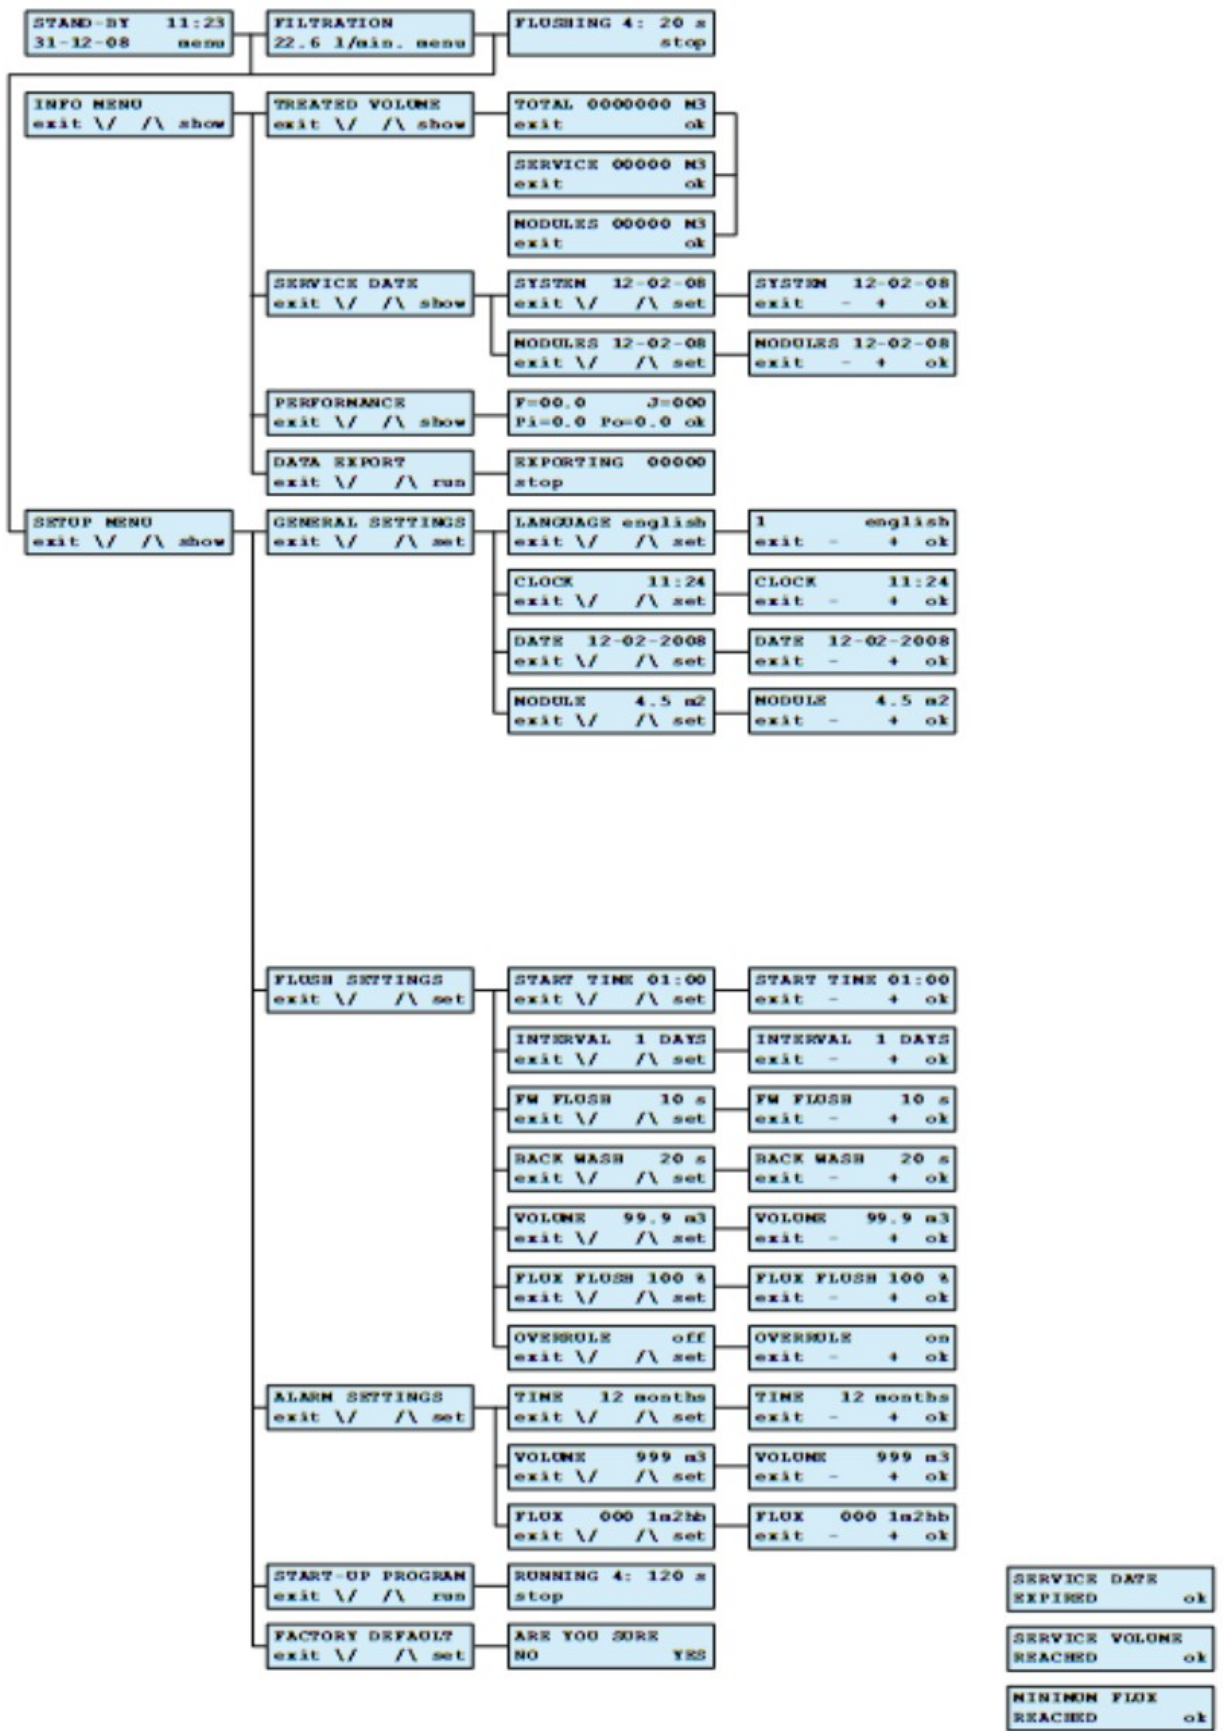 STAND-BY 11:23
31-12-08 menu
FILTRATION
22.6 l/min. menu
FLUSHING 4: 20 s
stop
INFO MENU
exit \/ /\ show
TREATED VOLUME
exit \/ /\ show
TOTAL 0000000 M3
exit ok
SERVICE 00000 M3
exit ok
MODULES 00000 M3
exit ok
SERVICE DATE
exit \/ /\ show
SYSTEM 12-02-08
exit \/ /\ set
SYSTEM 12-02-08
exit - + ok
MODULES 12-02-08
exit \/ /\ set
MODULES 12-02-08
exit - + ok
PERFORMANCE
exit \/ /\ show
F=00.0 J=000
Pi=0.0 Po=0.0 ok
DATA EXPORT
exit \/ /\ run
EXPORTING 00000
stop
SETUP MENU
exit \/ /\ show
GENERAL SETTINGS
exit \/ /\ set
LANGUAGE english
exit \/ /\ set
1 english
exit - + ok
CLOCK 11:24
exit \/ /\ set
CLOCK 11:24
exit - + ok
DATE 12-02-2008
exit \/ /\ set
DATE 12-02-2008
exit - + ok
MODULE 4.5 m2
exit \/ /\ set
MODULE 4.5 m2
exit - + ok
FLUSH SETTINGS
exit \/ /\ set
START TIME 01:00
exit \/ /\ set
START TIME 01:00
exit - + ok
INTERVAL 1 DAYS
exit \/ /\ set
INTERVAL 1 DAYS
exit - + ok
FW FLUSH 10 s
exit \/ /\ set
FW FLUSH 10 s
exit - + ok
BACK WASH 20 s
exit \/ /\ set
BACK WASH 20 s
exit - + ok
VOLUME 99.9 m3
exit \/ /\ set
VOLUME 99.9 m3
exit - + ok
FLUX FLUSH 100 %
exit \/ /\ set
FLUX FLUSH 100 %
exit - + ok
OVERRULE off
exit \/ /\ set
OVERRULE on
exit - + ok
ALARM SETTINGS
exit \/ /\ set
TIME 12 months
exit \/ /\ set
TIME 12 months
exit - + ok
VOLUME 999 m3
exit \/ /\ set
VOLUME 999 m3
exit - + ok
FLUX 000 lm2hb
exit \/ /\ set
FLUX 000 lm2hb
exit - + ok
START-UP PROGRAM
exit \/ /\ run
RUNNING 4: 120 s
stop
FACTORY DEFAULT
exit \/ /\ set
ARE YOU SURE
NO YES
SERVICE DATE
EXPIRED ok
SERVICE VOLUME
REACHED ok
MINIMUM FLUX
REACHED ok